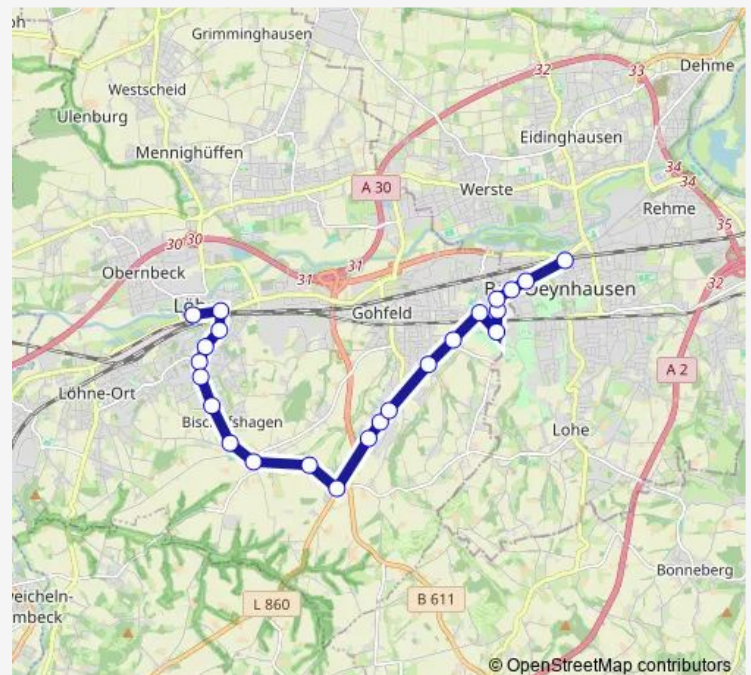 Grimminghausen
32
33
Dehme
Westscheid
Ulenburg
Eidinghausen
Mennighüffen
34
34
A 30
Werste
Rehme
30 30
35
Obernbeck
31
31
32
Oeynhausen
Löh
Gohfeld
A 2
Löhne-Ort
Lohe
Bonneberg
L 860
B 611
© OpenStreetMap contributors